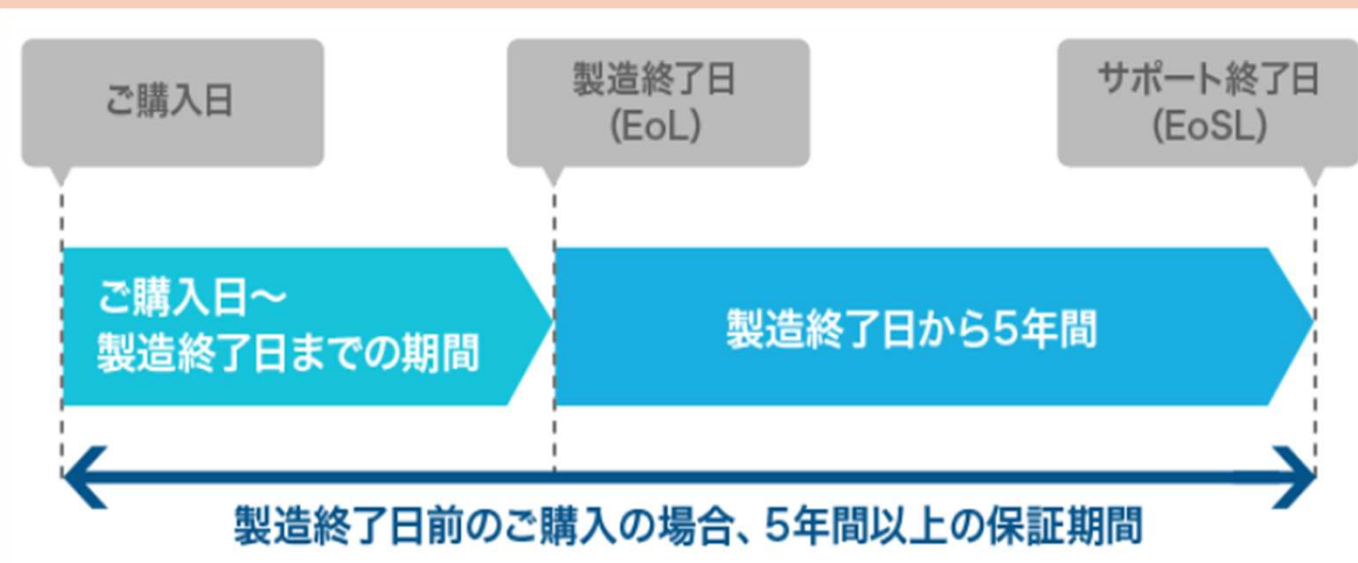 ご購入日
製造終了日
(EoL)
サポート終了日
(EoSL)
ご購入日～
製造終了日までの期間
製造終了日から5年間
製造終了日前のご購入の場合、5年間以上の保証期間